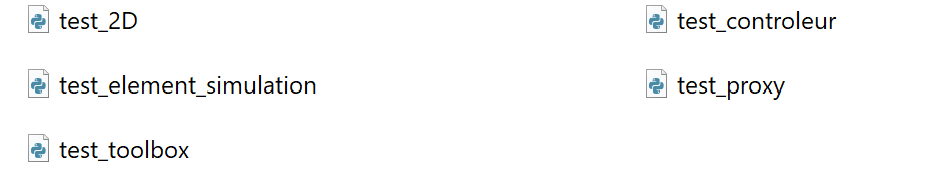 test_2D
test_controleur
test_element_simulation
test_proxy
test_toolbox